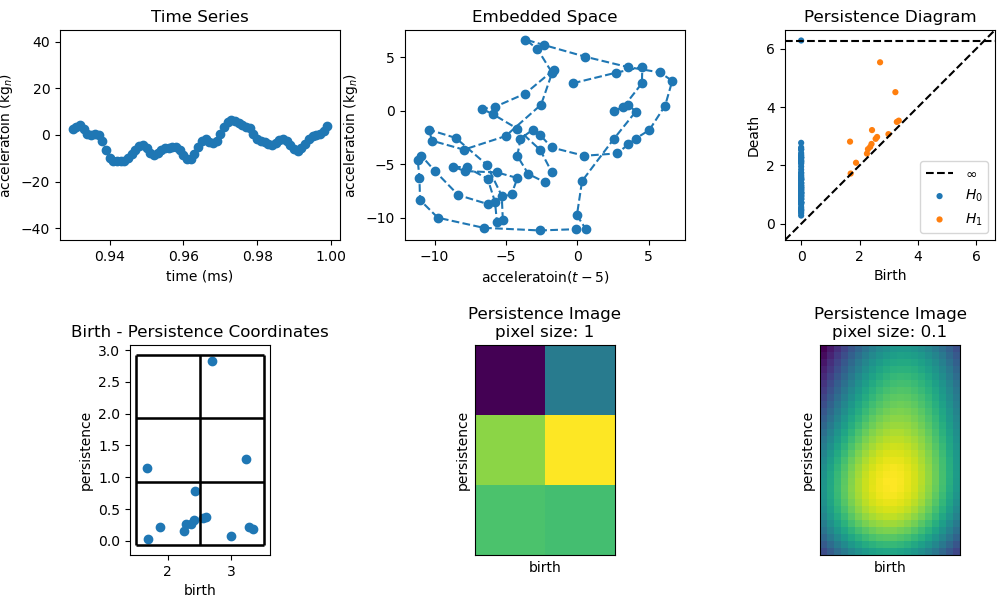 Time Series
acceleratoin (kgₙ)
40
20
0
−20
−40
0.94
0.96
0.98
1.00
time (ms)
Embedded Space
acceleratoin (kgₙ)
5
0
−5
−10
−10
−5
0
5
acceleratoin(t − 5)
Persistence Diagram
Death
6
4
2
0
∞
H₀
H₁
0
2
4
6
Birth
Birth - Persistence Coordinates
persistence
3.0
2.5
2.0
1.5
1.0
0.5
0.0
2
3
birth
Persistence Image
pixel size: 1
persistence
birth
Persistence Image
pixel size: 0.1
persistence
birth